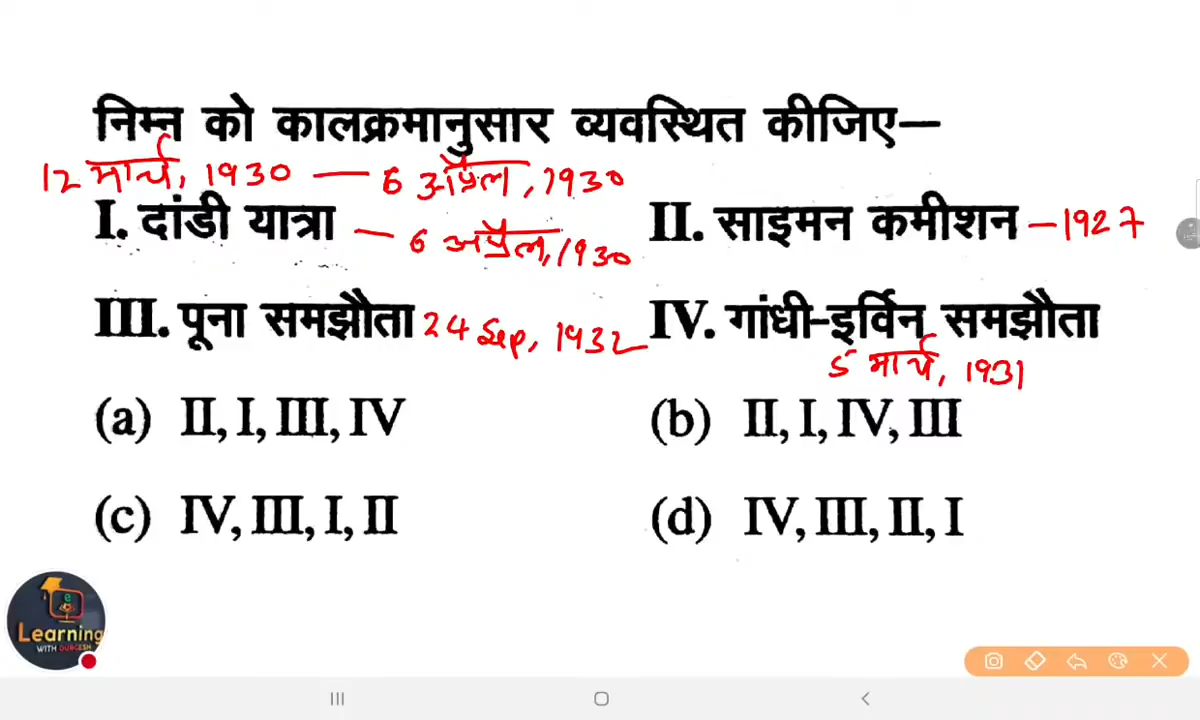 निम्न को कालक्रमानुसार व्यवस्थित कीजिए—
12 मार्च, 1930 — 6 अप्रैल, 1930
I. दांडी यात्रा — 6 अप्रैल, 1930
II. साइमन कमीशन – 1927
III. पूना समझौता 24 Sep, 1932
IV. गांधी-इर्विन समझौता
5 मार्च, 1931
(a) II, I, III, IV
(b) II, I, IV, III
(c) IV, III, I, II
(d) IV, III, II, I
e
Learning
WITH DURGESH